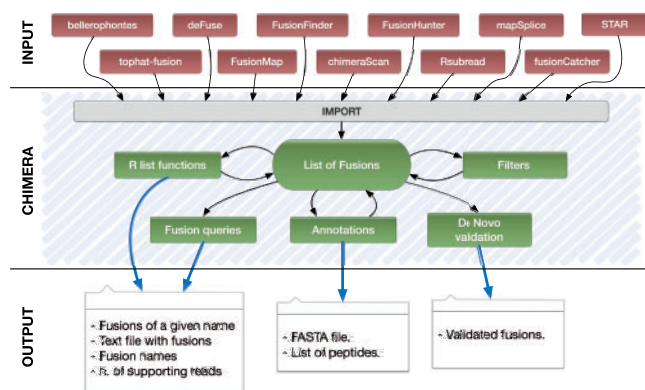 INPUT
bellerophontes
deFuse
FusionFinder
FusionHunter
mapSplice
STAR
tophat-fusion
FusionMap
chimeraScan
Rsubread
fusionCatcher
CHIMERA
IMPORT
R list functions
List of Fusions
Filters
Fusion queries
Annotations
De Novo
validation
OUTPUT
- Fusions of a given name
- Text file with fusions
- Fusion names
- n. of supporting reads
- FASTA file.
- List of peptides.
- Validated fusions.